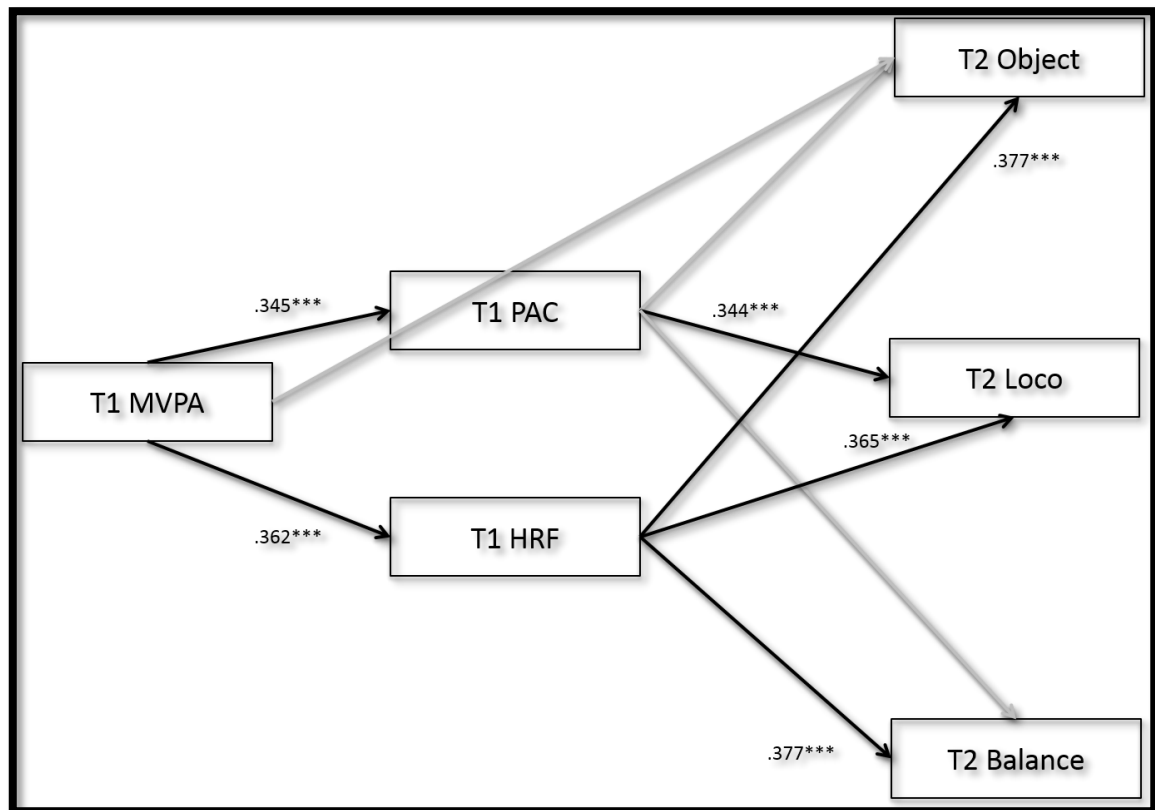 T2 Object
.377***
T1 PAC
.345***
.344***
T1 MVPA
T2 Loco
.365***
T1 HRF
.362***
T2 Balance
.377***